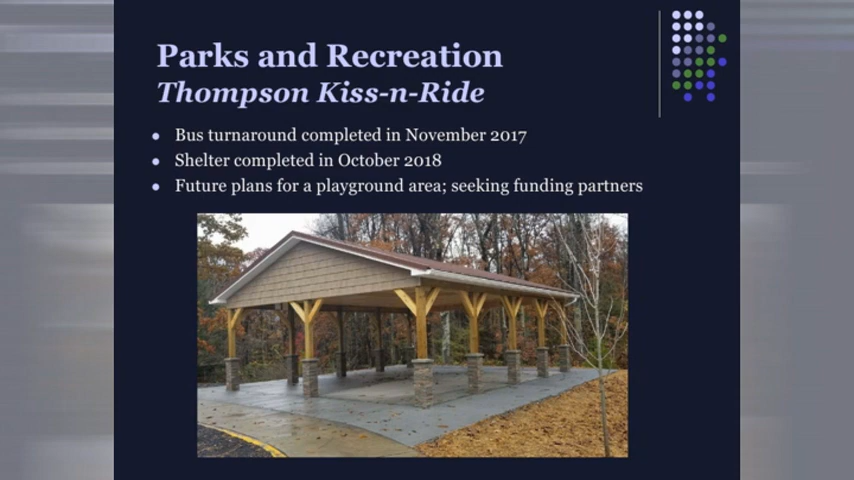 Parks and Recreation
Thompson Kiss-n-Ride
Bus turnaround completed in November 2017
Shelter completed in October 2018
Future plans for a playground area; seeking funding partners